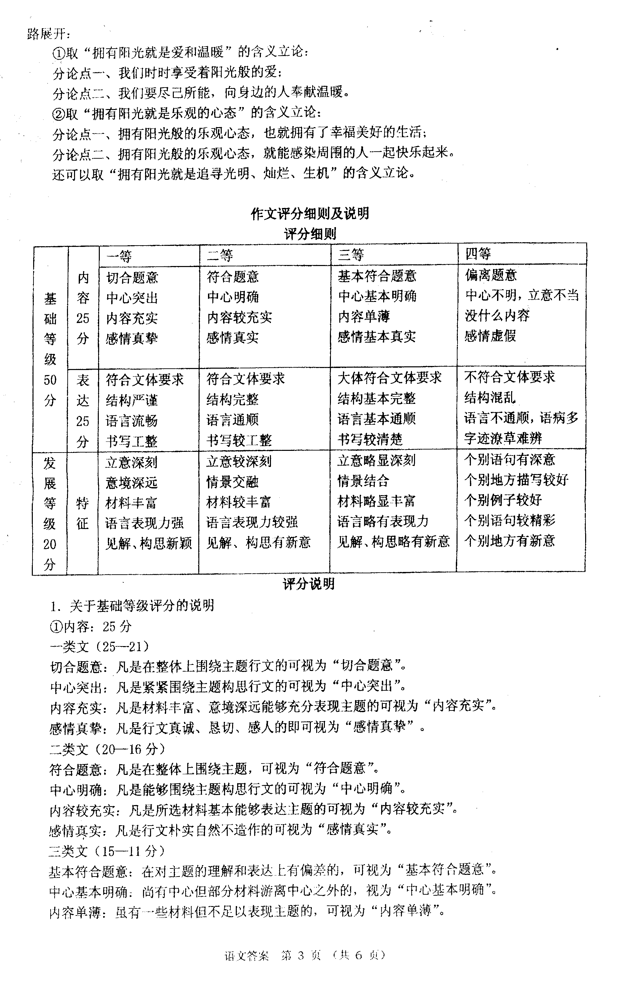 路展开：
①取“拥有阳光就是爱和温暖”的含义立论：
分论点一、我们时时享受着阳光般的爱；
分论点二、我们要尽己所能，向身边的人奉献温暖。
②取“拥有阳光就是乐观的心态”的含义立论：
分论点一、拥有阳光般的乐观心态，也就拥有了幸福美好的生活；
分论点二、拥有阳光般的乐观心态，就能感染周围的人一起快乐起来。
还可以取“拥有阳光就是追寻光明、灿烂、生机”的含义立论。
作文评分细则及说明
评分细则
一等 二等 三等 四等
基础等级50分
内容25分
切合题意 符合题意 基本符合题意 偏离题意
中心突出 中心明确 中心基本明确 中心不明，立意不当
内容充实 内容较充实 内容单薄 没什么内容
感情真挚 感情真实 感情基本真实 感情虚假
表达25分
符合文体要求 符合文体要求 大体符合文体要求 不符合文体要求
结构严谨 结构完整 结构基本完整 结构混乱
语言流畅 语言通顺 语言基本通顺 语言不通顺，语病多
书写工整 书写较工整 书写较清楚 字迹潦草难辨
发展等级20分
特征
立意深刻 立意较深刻 立意略显深刻 个别语句有深意
意境深远 情景交融 情景结合 个别地方描写较好
材料丰富 材料较丰富 材料略显丰富 个别例子较好
语言表现力强 语言表现力较强 语言略有表现力 个别语句较精彩
见解、构思新颖 见解、构思有新意 见解、构思略有新意 个别地方有新意
评分说明
1．关于基础等级评分的说明
①内容：25 分
一类文（25—21）
切合题意：凡是在整体上围绕主题行文的可视为“切合题意”。
中心突出：凡是紧紧围绕主题构思行文的可视为“中心突出”。
内容充实：凡是材料丰富、意境深远能够充分表现主题的可视为“内容充实”。
感情真挚：凡是行文真诚、恳切、感人的即可视为“感情真挚”。
二类文（20—16 分）
符合题意：凡是在整体上围绕主题，可视为“符合题意”。
中心明确：凡是能够围绕主题构思行文的可视为“中心明确”。
内容较充实：凡是所选材料基本能够表达主题的可视为“内容较充实”。
感情真实：凡是行文朴实自然不造作的可视为“感情真实”。
三类文（15—11 分）
基本符合题意：在对主题的理解和表达上有偏差的，可视为“基本符合题意”。
中心基本明确：尚有中心但部分材料游离中心之外的，视为“中心基本明确”。
内容单薄：虽有一些材料但不足以表现主题的，可视为“内容单薄”。
语文答案 第 3 页 （共 6 页）